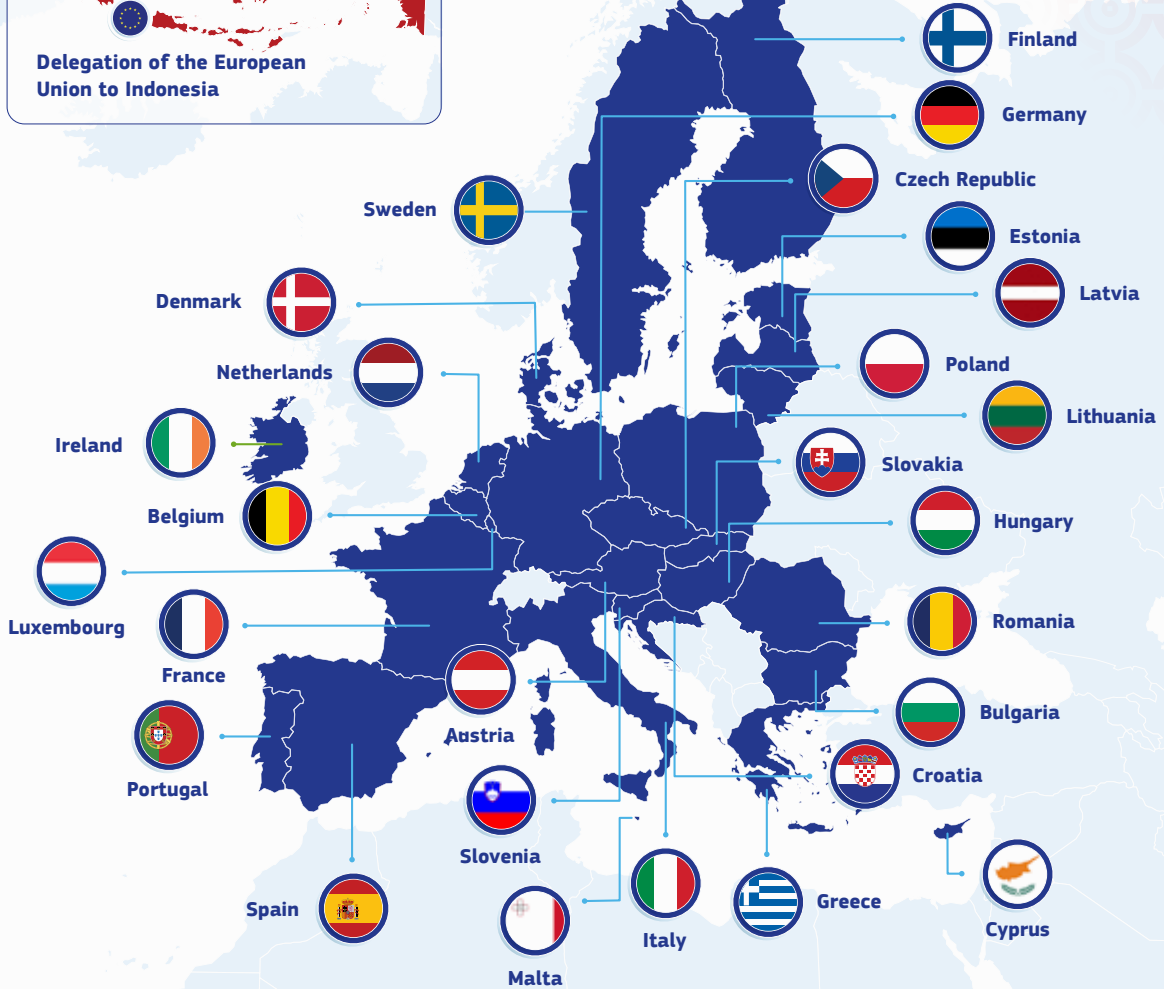 Delegation of the European
Union to Indonesia
Finland
Germany
Czech Republic
Sweden
Estonia
Latvia
Denmark
Poland
Netherlands
Lithuania
Ireland
Slovakia
Belgium
Hungary
Luxembourg
Romania
France
Bulgaria
Austria
Croatia
Portugal
Slovenia
Spain
Greece
Italy
Cyprus
Malta